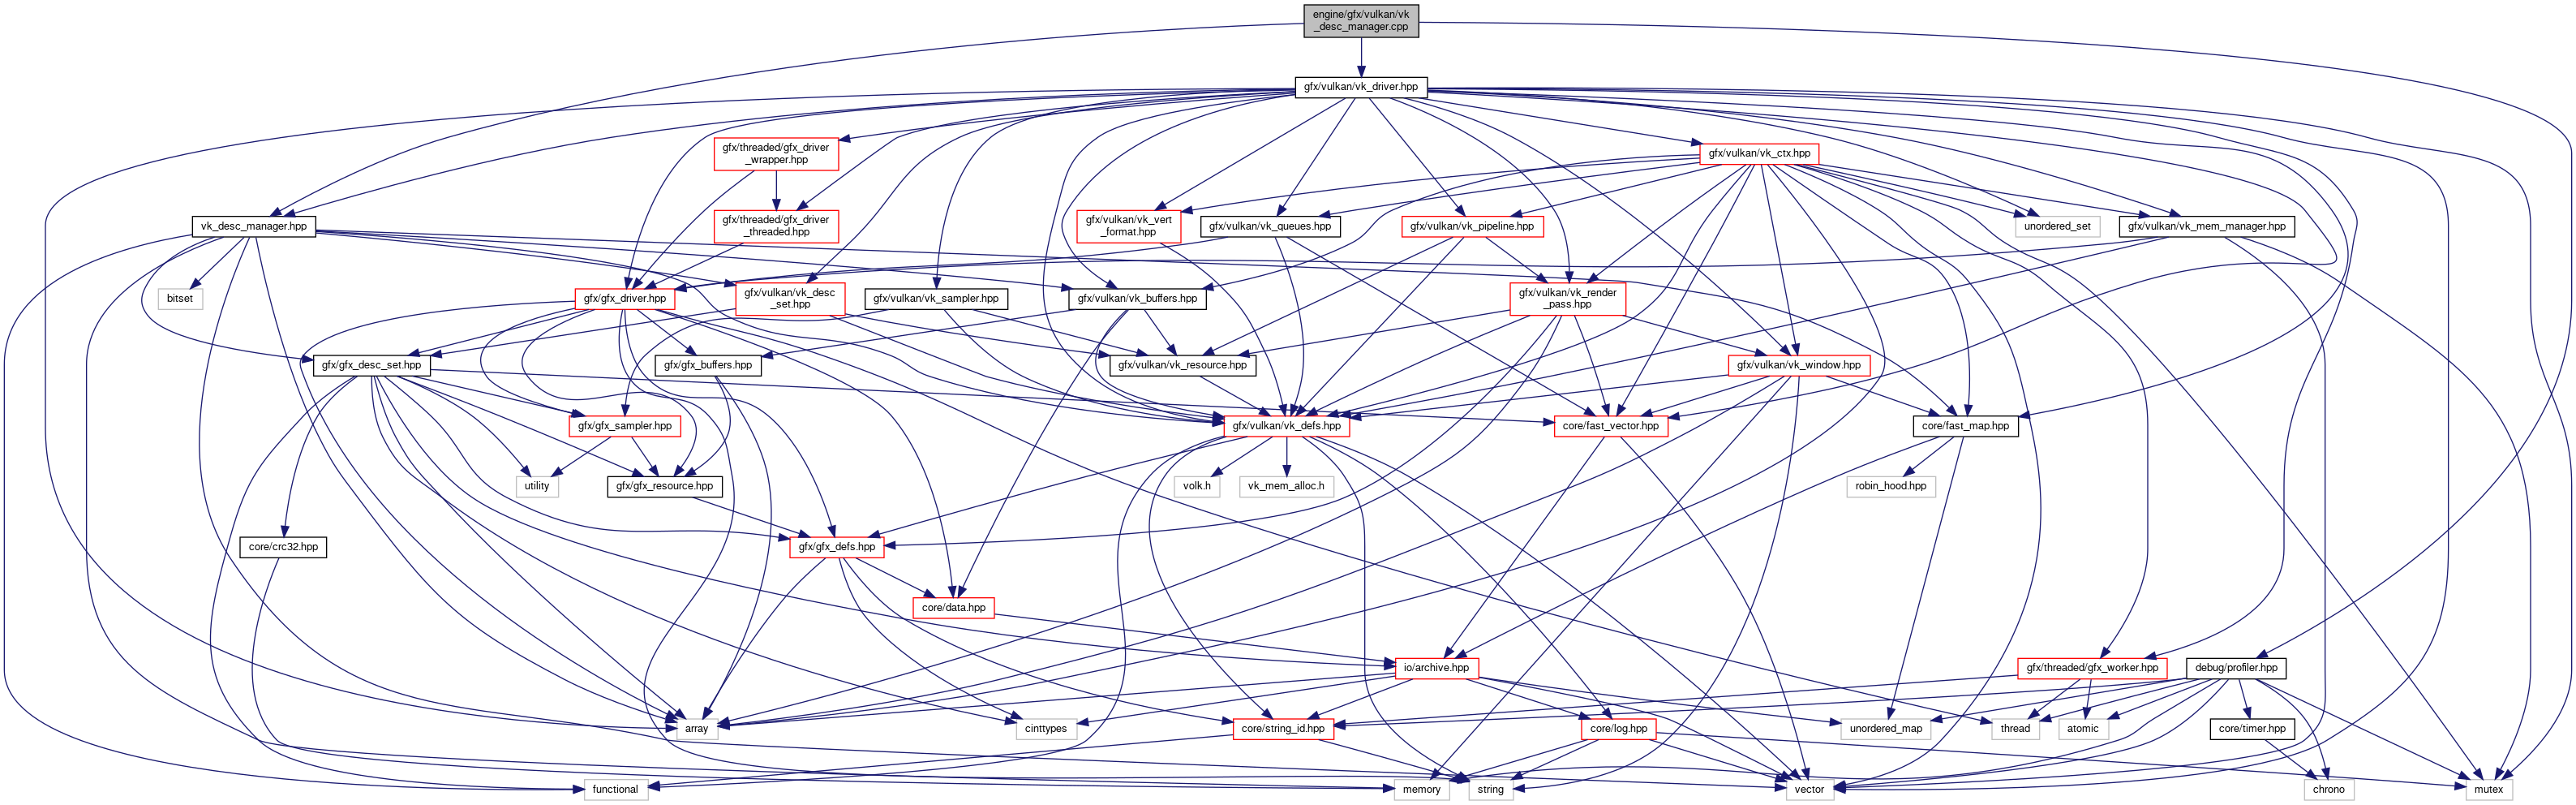 engine/gfx/vulkan/vk
_desc_manager.cpp
gfx/vulkan/vk_driver.hpp
gfx/threaded/gfx_driver
_wrapper.hpp
gfx/vulkan/vk_ctx.hpp
vk_desc_manager.hpp
gfx/threaded/gfx_driver
_threaded.hpp
gfx/vulkan/vk_vert
_format.hpp
gfx/vulkan/vk_queues.hpp
gfx/vulkan/vk_pipeline.hpp
unordered_set
gfx/vulkan/vk_mem_manager.hpp
bitset
gfx/gfx_driver.hpp
gfx/vulkan/vk_desc
_set.hpp
gfx/vulkan/vk_sampler.hpp
gfx/vulkan/vk_buffers.hpp
gfx/vulkan/vk_render
_pass.hpp
gfx/gfx_desc_set.hpp
gfx/gfx_buffers.hpp
gfx/vulkan/vk_resource.hpp
gfx/vulkan/vk_window.hpp
gfx/gfx_sampler.hpp
gfx/vulkan/vk_defs.hpp
core/fast_vector.hpp
core/fast_map.hpp
utility
gfx/gfx_resource.hpp
volk.h
vk_mem_alloc.h
robin_hood.hpp
core/crc32.hpp
gfx/gfx_defs.hpp
core/data.hpp
io/archive.hpp
gfx/threaded/gfx_worker.hpp
debug/profiler.hpp
array
cinttypes
core/string_id.hpp
core/log.hpp
unordered_map
thread
atomic
core/timer.hpp
functional
memory
string
vector
chrono
mutex